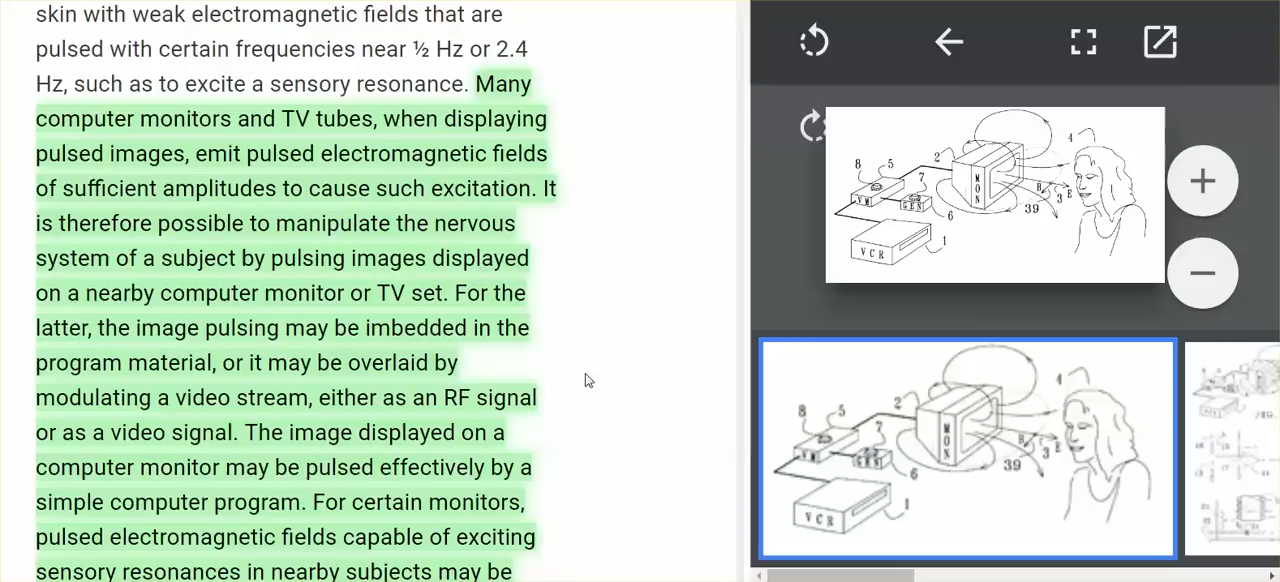 skin with weak electromagnetic fields that are
pulsed with certain frequencies near ½ Hz or 2.4
Hz, such as to excite a sensory resonance. Many
computer monitors and TV tubes, when displaying
pulsed images, emit pulsed electromagnetic fields
of sufficient amplitudes to cause such excitation. It
is therefore possible to manipulate the nervous
system of a subject by pulsing images displayed
on a nearby computer monitor or TV set. For the
latter, the image pulsing may be imbedded in the
program material, or it may be overlaid by
modulating a video stream, either as an RF signal
or as a video signal. The image displayed on a
computer monitor may be pulsed effectively by a
simple computer program. For certain monitors,
pulsed electromagnetic fields capable of exciting
sensory resonances in nearby subjects may be
8 5 2 4
7
MON
VM GEN
B 3 E
39
6
1
VCR
8 5 2 4
7
MON
GEN
3 E
39
6
1
VCR